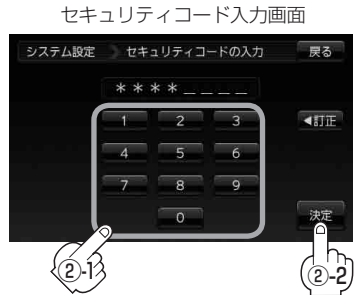 セキュリティコード入力画面
システム設定 セキュリティコードの入力 戻る
＊＊＊＊＿＿＿＿
1 2 3 ◀訂正
4 5 6
7 8 9
0 決定
②-1 ②-2